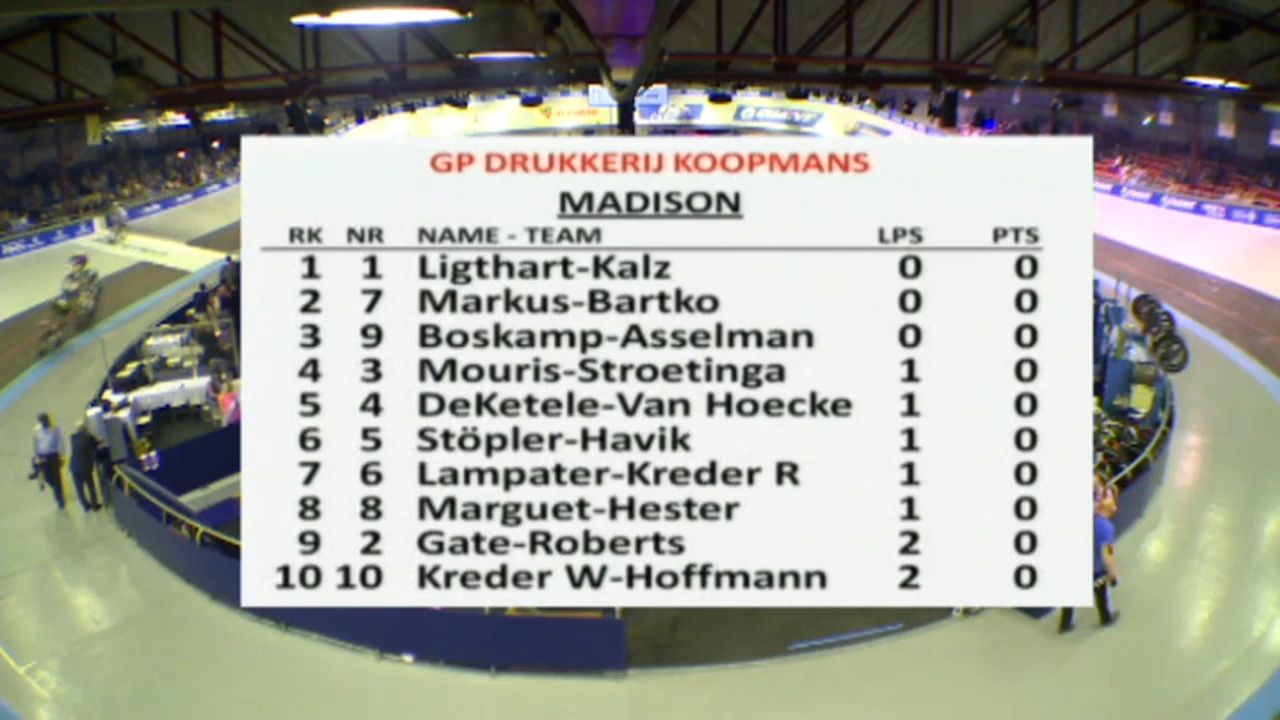 GP DRUKKERIJ KOOPMANS
MADISON
RK NR NAME - TEAM LPS PTS
1 1 Ligthart-Kalz 0 0
2 7 Markus-Bartko 0 0
3 9 Boskamp-Asselman 0 0
4 3 Mouris-Stroetinga 1 0
5 4 DeKetele-Van Hoecke 1 0
6 5 Stöpler-Havik 1 0
7 6 Lampater-Kreder R 1 0
8 8 Marguet-Hester 1 0
9 2 Gate-Roberts 2 0
10 10 Kreder W-Hoffmann 2 0